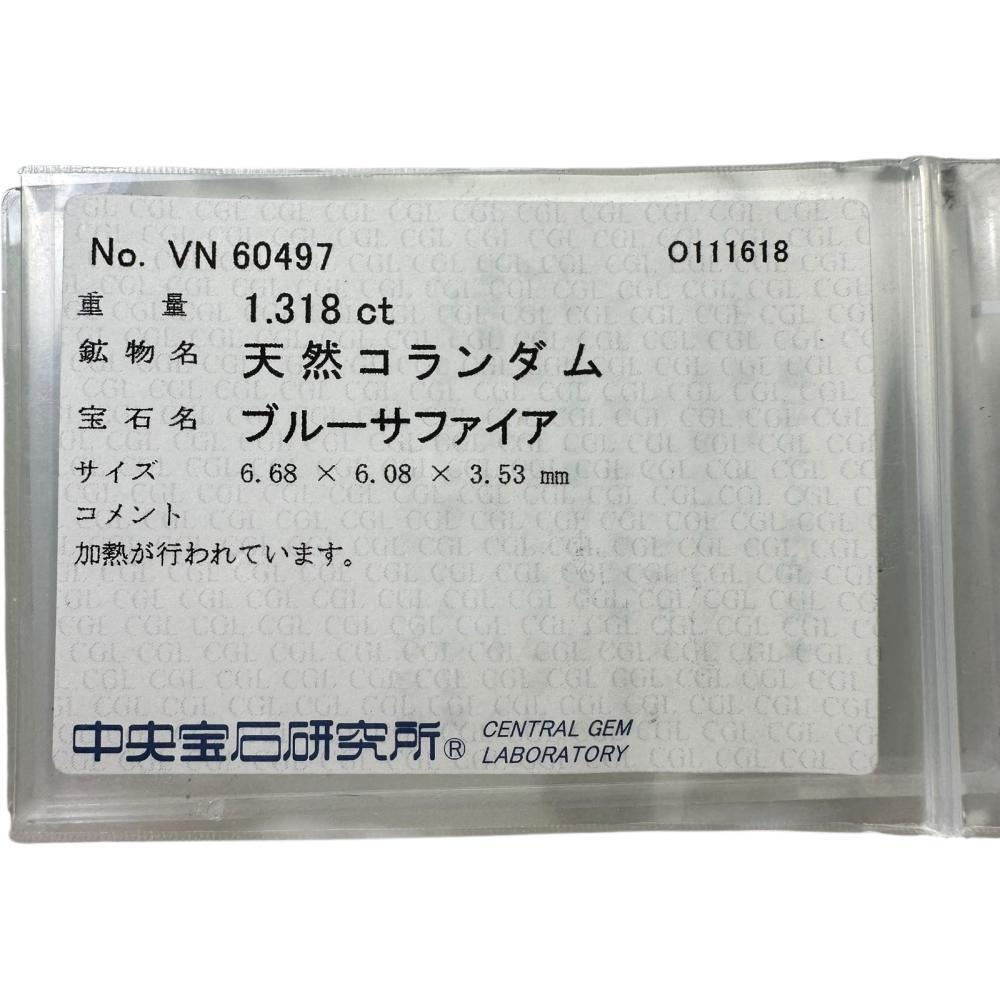 No. VN 60497 O111618
重量 1.318 ct
鉱物名 天然コランダム
宝石名 ブルーサファイア
サイズ 6.68 × 6.08 × 3.53 mm
コメント
加熱が行われています。
中央宝石研究所® CENTRAL GEM
LABORATORY